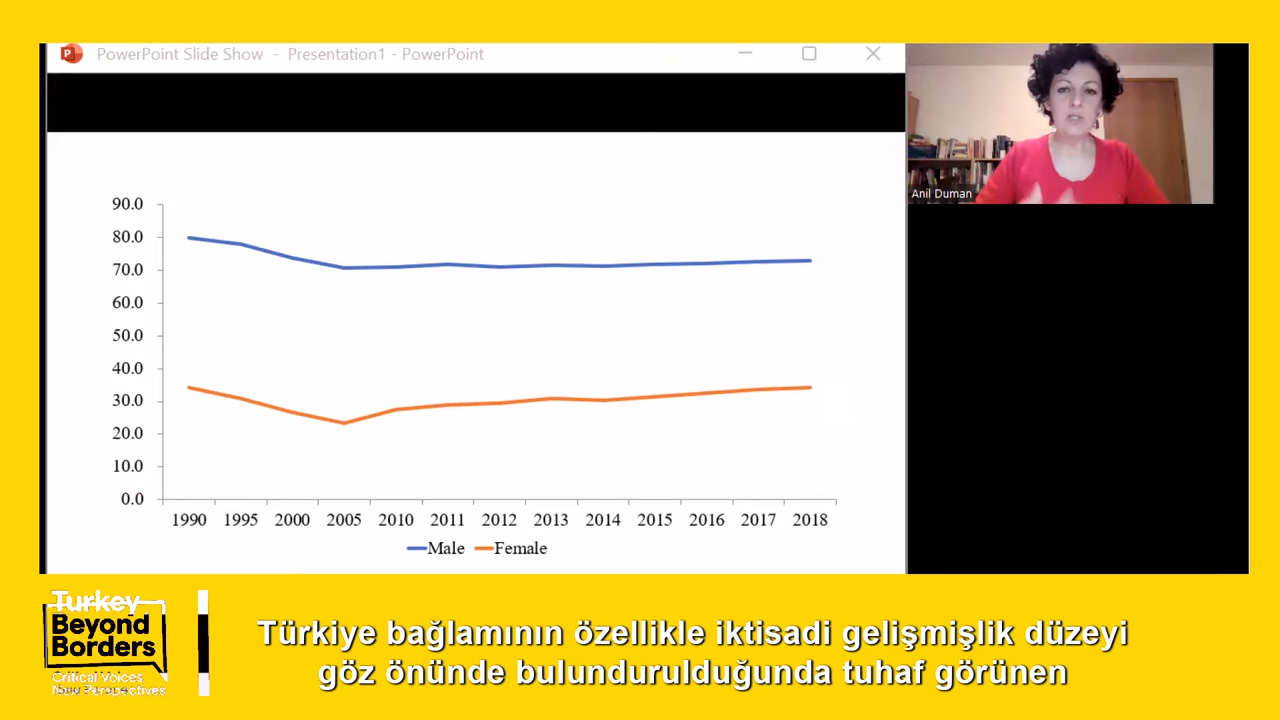 PowerPoint Slide Show - Presentation1 - PowerPoint
Anil Duman
90.0
80.0
70.0
60.0
50.0
40.0
30.0
20.0
10.0
0.0
1990 1995 2000 2005 2010 2011 2012 2013 2014 2015 2016 2017 2018
Male Female
Turkey
Beyond
Borders
Critical Voices
New Perspectives
Türkiye bağlamının özellikle iktisadi gelişmişlik düzeyi
göz önünde bulundurulduğunda tuhaf görünen